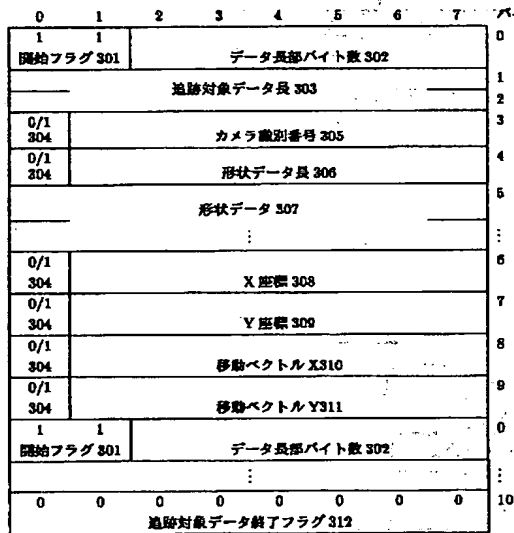 0 1 2 3 4 5 6 7
0
1 1
開始フラグ 301 データ長部バイト数 302
1
追跡対象データ長 303
2
3
0/1
304 カメラ識別番号 305
4
0/1
304 形状データ長 306
5
形状データ 307
⋮ ⋮
6
0/1
304 X 座標 308
7
0/1
304 Y 座標 309
8
0/1
304 移動ベクトル X310
9
0/1
304 移動ベクトル Y311
0
1 1
開始フラグ 301 データ長部バイト数 302
⋮ ⋮
0 0 0 0 0 0 0 0 10
追跡対象データ終了フラグ 312